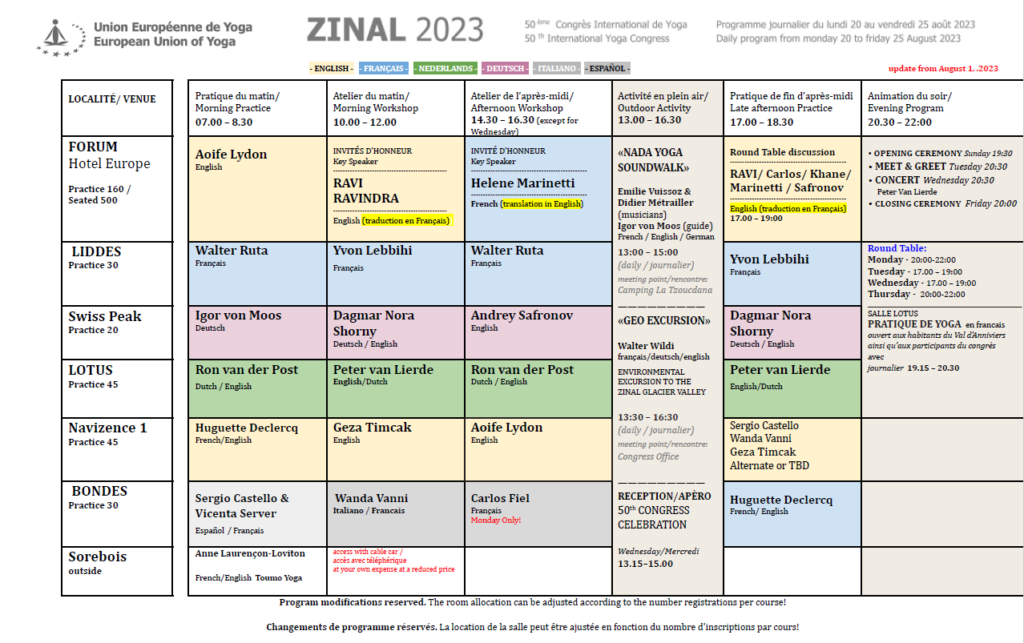 Union Européenne de Yoga
European Union of Yoga
ZINAL 2023
50 ème Congrès International de Yoga
50 th International Yoga Congress
Programme journalier du lundi 20 au vendredi 25 août 2023
Daily program from monday 20 to friday 25 August 2023
- ENGLISH - - FRANÇAIS - - NEDERLANDS - - DEUTSCH - - ITALIANO - - ESPAÑOL -
update from August 1..2023
LOCALITÉ/ VENUE
Pratique du matin/
Morning Practice
07.00 – 8.30
Atelier du matin/
Morning Workshop
10.00 – 12.00
Atelier de l'après-midi/
Afternoon Workshop
14.30 – 16.30 (except for
Wednesday)
Activité en plein air/
Outdoor Activity
13.00 – 16.30
Pratique de fin d'après-midi
Late afternoon Practice
17.00 – 18.30
Animation du soir/
Evening Program
20.30 – 22:00
FORUM
Hotel Europe
Practice 160 /
Seated 500
Aoife Lydon
English
INVITÉS D'HONNEUR
Key Speaker
RAVI
RAVINDRA
English (traduction en Français)
INVITÉ D'HONNEUR
Key Speaker
Helene Marinetti
French (translation in English)
«NADA YOGA
SOUNDWALK»
Emilie Vuissoz &
Didier Métrailler
(musicians)
Igor von Moos (guide)
French / English / German
13:00 – 15:00
(daily / journalier)
meeting point/rencontre:
Camping La Tzoucdana
Round Table discussion
RAVI/ Carlos/ Khane/
Marinetti / Safronov
English (traduction en Français)
17.00 – 19:00
• OPENING CEREMONY Sunday 19:30
• MEET & GREET Tuesday 20:30
• CONCERT Wednesday 20:30
Peter Van Lierde
• CLOSING CEREMONY Friday 20:00
LIDDES
Practice 30
Walter Ruta
Français
Yvon Lebbihi
Français
Walter Ruta
Français
Yvon Lebbihi
Français
Round Table:
Monday - 20:00-22:00
Tuesday - 17.00 – 19:00
Wednesday - 17.00 – 19:00
Thursday - 20:00-22:00
Swiss Peak
Practice 20
Igor von Moos
Deutsch
Dagmar Nora
Shorny
Deutsch / English
Andrey Safronov
English
«GEO EXCURSION»
Walter Wildi
français/deutsch/english
ENVIRONMENTAL
EXCURSION TO THE
ZINAL GLACIER VALLEY
13:30 – 16:30
(daily / journalier)
meeting point/rencontre:
Congress Office
Dagmar Nora
Shorny
Deutsch / English
SALLE LOTUS
PRATIQUE DE YOGA en francais
ouvert aux habitants du Val d'Anniviers
ainsi qu'aux participants du congrès
avec
journalier 19.15 – 20.30
LOTUS
Practice 45
Ron van der Post
Dutch / English
Peter van Lierde
English/Dutch
Ron van der Post
Dutch / English
Peter van Lierde
English/Dutch
Navizence 1
Practice 45
Huguette Declercq
French/English
Geza Timcak
English
Aoife Lydon
English
Sergio Castello
Wanda Vanni
Geza Timcak
Alternate or TBD
BONDES
Practice 30
Sergio Castello &
Vicenta Server
Español / Français
Wanda Vanni
Italiano / Francais
Carlos Fiel
Français
Monday Only!
RECEPTION/APÈRO
50th CONGRESS
CELEBRATION
Wednesday/Mercredi
13.15–15.00
Huguette Declercq
French/ English
Sorebois
outside
Anne Laurençon-Loviton
French/English Toumo Yoga
access with cable car /
accès avec téléphérique
at your own expense at a reduced price
Program modifications reserved. The room allocation can be adjusted according to the number registrations per course!
Changements de programme réservés. La location de la salle peut être ajustée en fonction du nombre d'inscriptions par cours!